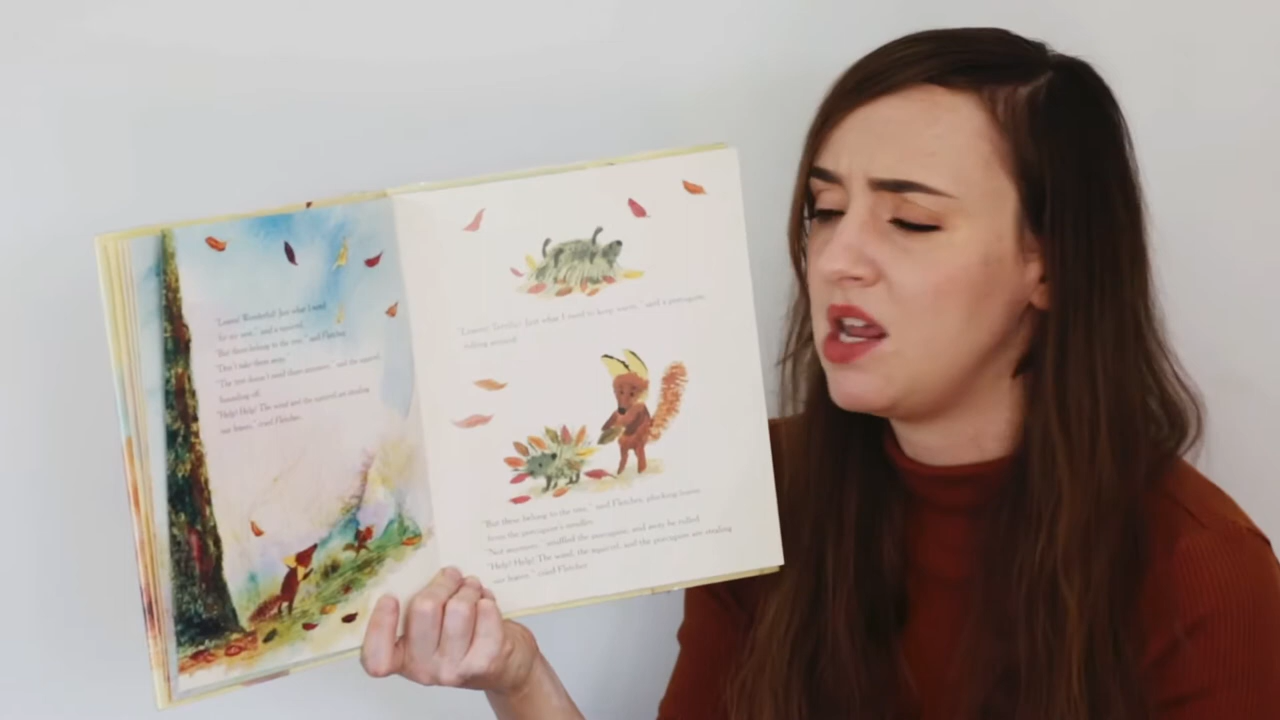 "Leaves! Wonderful! Just what I need
for my nest," said a squirrel.
"But these belong to the tree," said Fletcher.
"Don't take them away."
"The tree doesn't need them anymore," said the squirrel,
bounding off.
"Help! Help! The wind and the squirrel are stealing
our leaves," cried Fletcher.
"Leaves! Terrific! Just what I need to keep warm," said a porcupine,
rolling around.
"But these belong to the tree," said Fletcher, plucking leaves
from the porcupine's needles.
"Not anymore," snuffled the porcupine, and away he rolled.
"Help! Help! The wind, the squirrel, and the porcupine are stealing
our leaves," cried Fletcher.